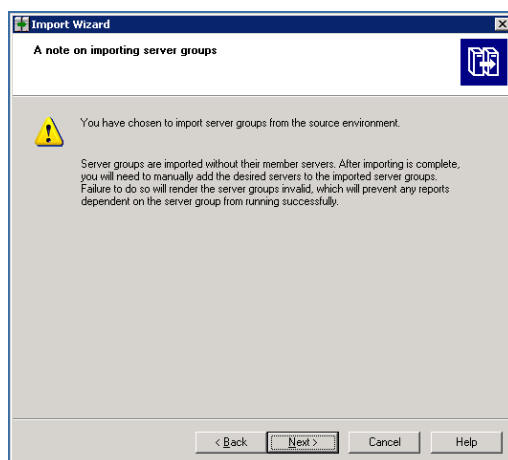 Import Wizard
A note on importing server groups
You have chosen to import server groups from the source environment.
Server groups are imported without their member servers. After importing is complete,
you will need to manually add the desired servers to the imported server groups.
Failure to do so will render the server groups invalid, which will prevent any reports
dependent on the server group from running successfully.
< Back Next > Cancel Help